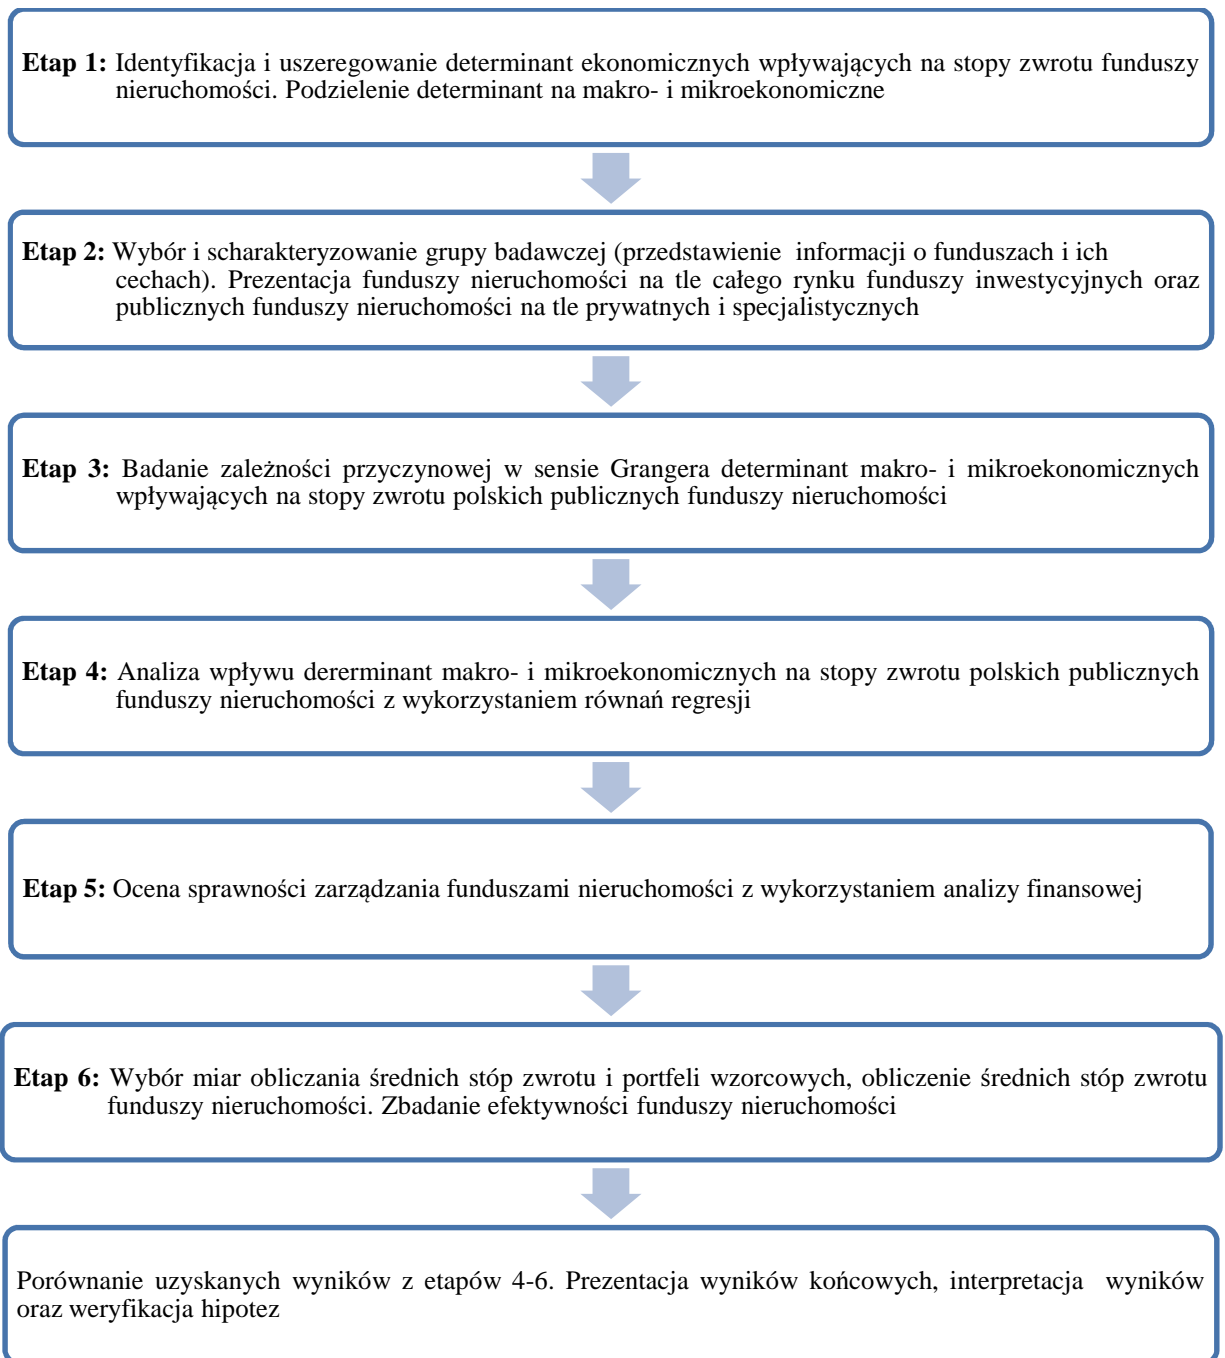 Etap 1: Identyfikacja i uszeregowanie determinant ekonomicznych wpływających na stopy zwrotu funduszy
nieruchomości. Podzielenie determinant na makro- i mikroekonomiczne
Etap 2: Wybór i scharakteryzowanie grupy badawczej (przedstawienie informacji o funduszach i ich
cechach). Prezentacja funduszy nieruchomości na tle całego rynku funduszy inwestycyjnych oraz
publicznych funduszy nieruchomości na tle prywatnych i specjalistycznych
Etap 3: Badanie zależności przyczynowej w sensie Grangera determinant makro- i mikroekonomicznych
wpływających na stopy zwrotu polskich publicznych funduszy nieruchomości
Etap 4: Analiza wpływu dererminant makro- i mikroekonomicznych na stopy zwrotu polskich publicznych
funduszy nieruchomości z wykorzystaniem równań regresji
Etap 5: Ocena sprawności zarządzania funduszami nieruchomości z wykorzystaniem analizy finansowej
Etap 6: Wybór miar obliczania średnich stóp zwrotu i portfeli wzorcowych, obliczenie średnich stóp zwrotu
funduszy nieruchomości. Zbadanie efektywności funduszy nieruchomości
Porównanie uzyskanych wyników z etapów 4-6. Prezentacja wyników końcowych, interpretacja wyników
oraz weryfikacja hipotez